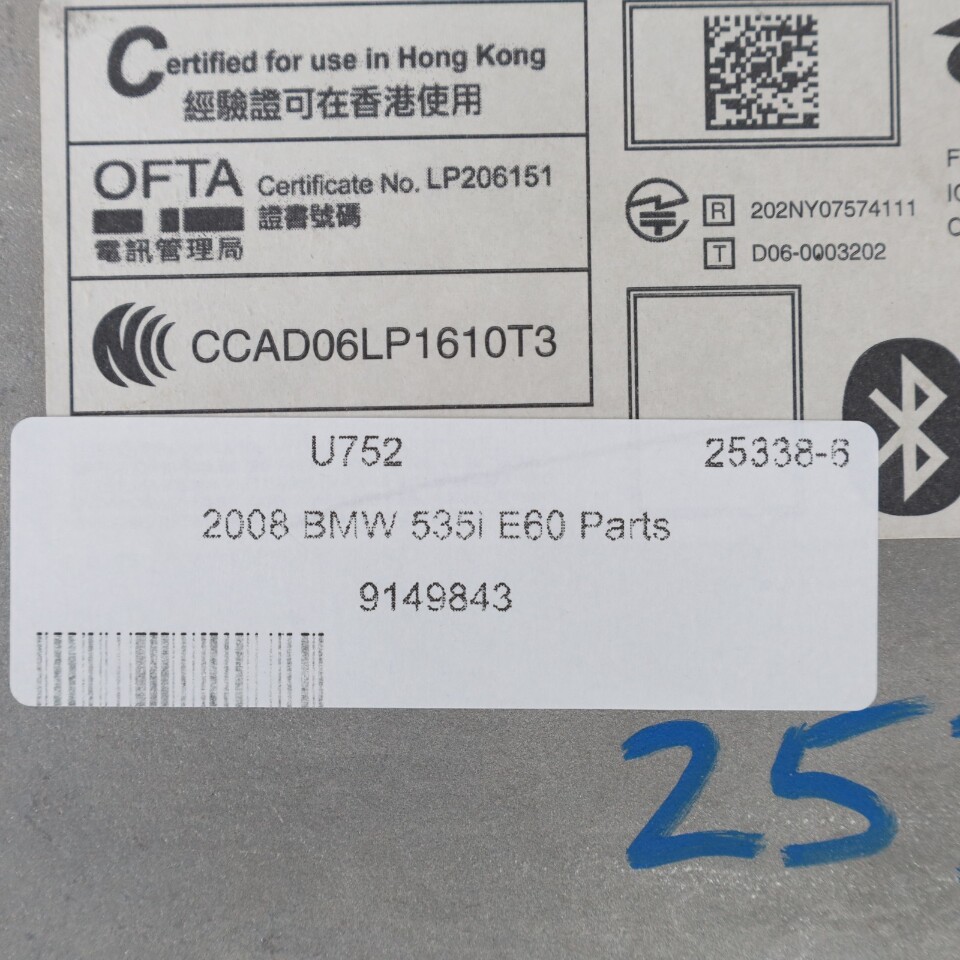 Certified for use in Hong Kong
經驗證可在香港使用
OFTA Certificate No. LP206151
證書號碼
電訊管理局
CCAD06LP1610T3
R 202NY07574111
T D06-0003202
U752 25338-6
2008 BMW 535i E60 Parts
9149843
25